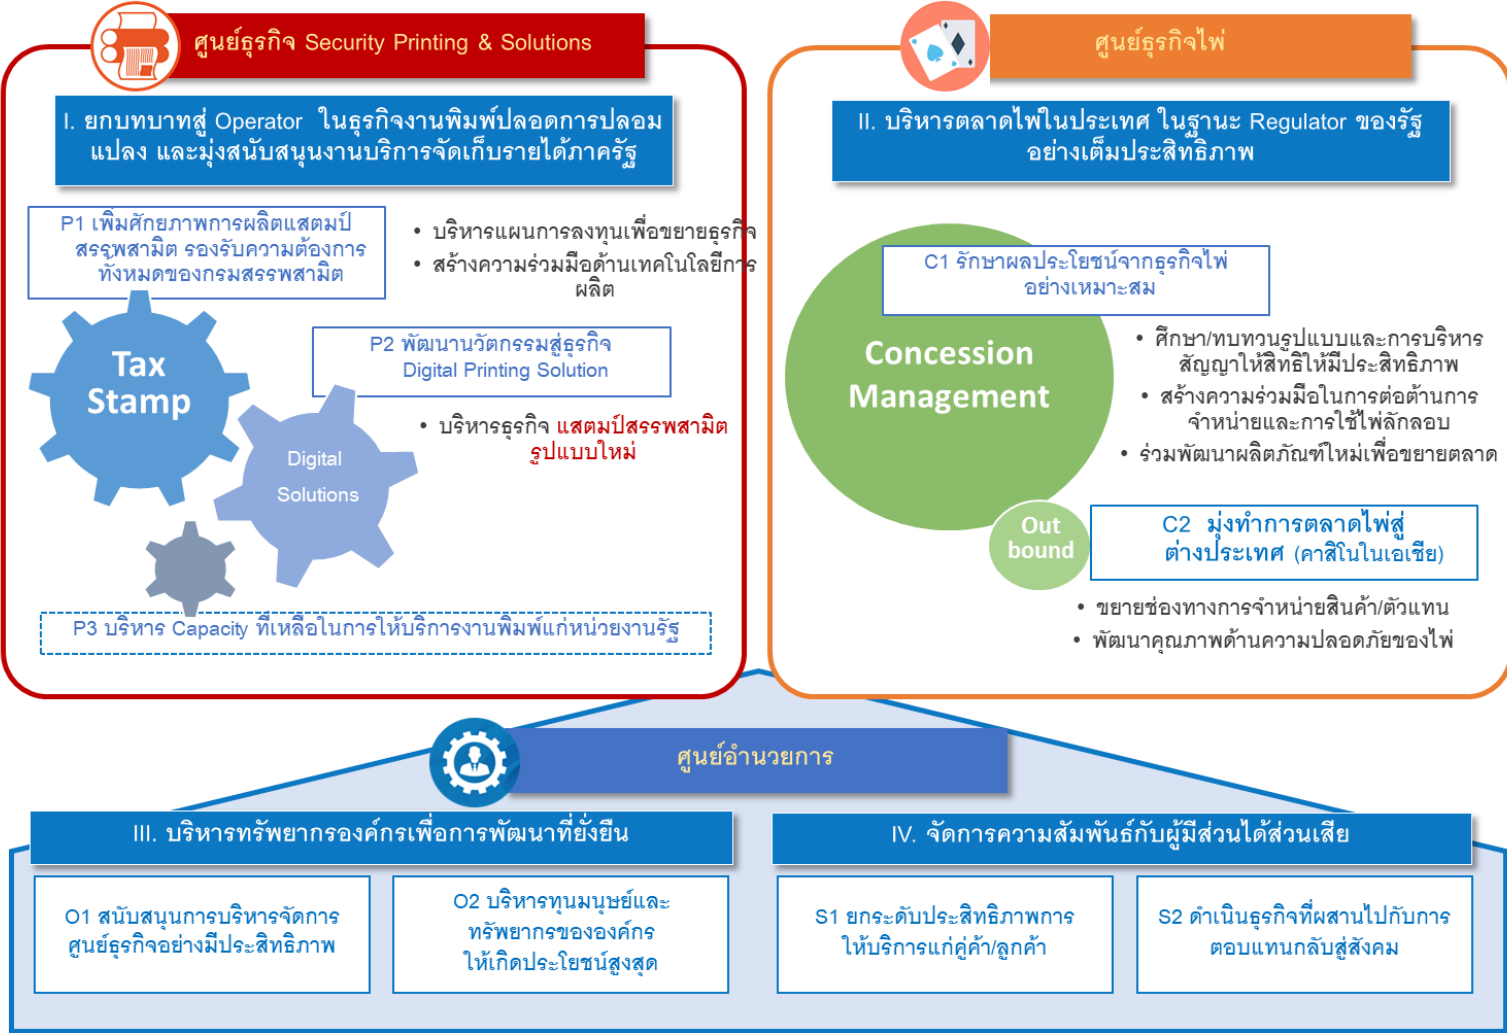 ศูนย์ธุรกิจ Security Printing & Solutions
I. ยกบทบาทสู่ Operator ในธุรกิจงานพิมพ์ปลอดการปลอม
แปลง และมุ่งสนับสนุนงานบริการจัดเก็บรายได้ภาครัฐ
P1 เพิ่มศักยภาพการผลิตแสตมป์
สรรพสามิต รองรับความต้องการ
ทั้งหมดของกรมสรรพสามิต
• บริหารแผนการลงทุนเพื่อขยายธุรกิจ
• สร้างความร่วมมือด้านเทคโนโลยีการ
ผลิต
Tax
Stamp
P2 พัฒนานวัตกรรมสู่ธุรกิจ
Digital Printing Solution
• บริหารธุรกิจ แสตมป์สรรพสามิต
รูปแบบใหม่
Digital
Solutions
P3 บริหาร Capacity ที่เหลือในการให้บริการงานพิมพ์แก่หน่วยงานรัฐ
ศูนย์ธุรกิจไพ่
II. บริหารตลาดไพ่ในประเทศ ในฐานะ Regulator ของรัฐ
อย่างเต็มประสิทธิภาพ
C1 รักษาผลประโยชน์จากธุรกิจไพ่
อย่างเหมาะสม
Concession
Management
• ศึกษา/ทบทวนรูปแบบและการบริหาร
สัญญาให้สิทธิให้มีประสิทธิภาพ
• สร้างความร่วมมือในการต่อต้านการ
จำหน่ายและการใช้ไพ่ลักลอบ
• ร่วมพัฒนาผลิตภัณฑ์ใหม่เพื่อขยายตลาด
Out
bound
C2 มุ่งทำการตลาดไพ่สู่
ต่างประเทศ (คาสิโนในเอเชีย)
• ขยายช่องทางการจำหน่ายสินค้า/ตัวแทน
• พัฒนาคุณภาพด้านความปลอดภัยของไพ่
ศูนย์อำนวยการ
III. บริหารทรัพยากรองค์กรเพื่อการพัฒนาที่ยั่งยืน
O1 สนับสนุนการบริหารจัดการ
ศูนย์ธุรกิจอย่างมีประสิทธิภาพ
O2 บริหารทุนมนุษย์และ
ทรัพยากรขององค์กร
ให้เกิดประโยชน์สูงสุด
IV. จัดการความสัมพันธ์กับผู้มีส่วนได้ส่วนเสีย
S1 ยกระดับประสิทธิภาพการ
ให้บริการแก่คู่ค้า/ลูกค้า
S2 ดำเนินธุรกิจที่ผสานไปกับการ
ตอบแทนกลับสู่สังคม